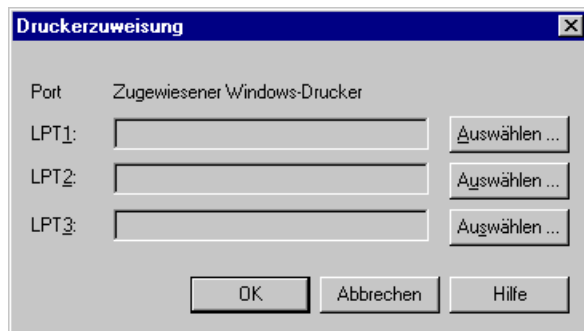 Druckerzuweisung
Port Zugewiesener Windows-Drucker
LPT1: Auswählen ...
LPT2: Auswählen ...
LPT3: Auswählen ...
OK Abbrechen Hilfe